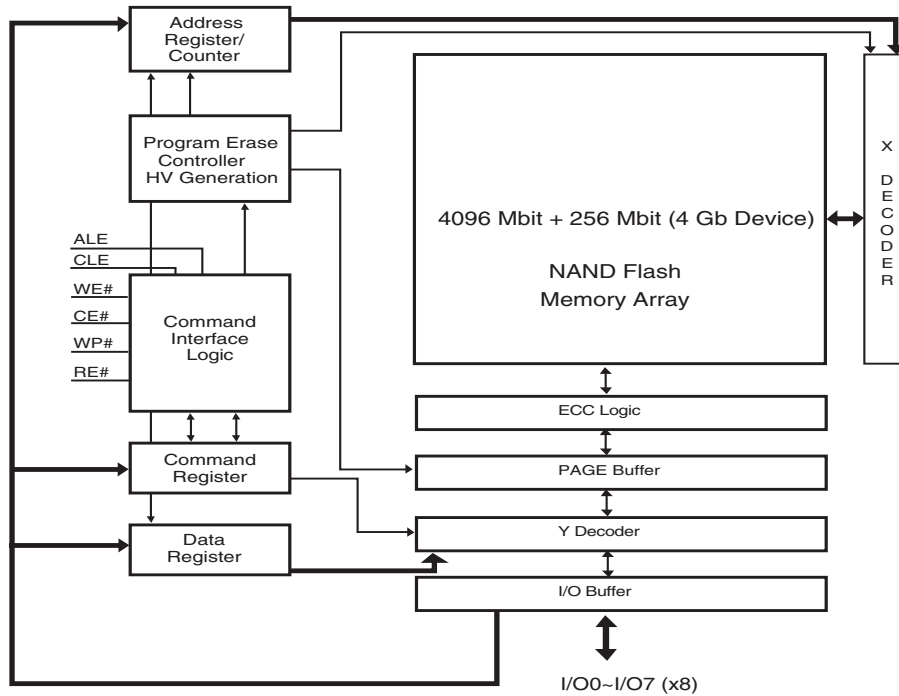 Address
Register/
Counter
Program Erase
Controller
HV Generation
ALE
CLE
WE#
CE#
WP#
RE#
Command
Interface
Logic
Command
Register
Data
Register
4096 Mbit + 256 Mbit (4 Gb Device)
NAND Flash
Memory Array
X
DECODER
ECC Logic
PAGE Buffer
Y Decoder
I/O Buffer
I/O0~I/O7 (x8)